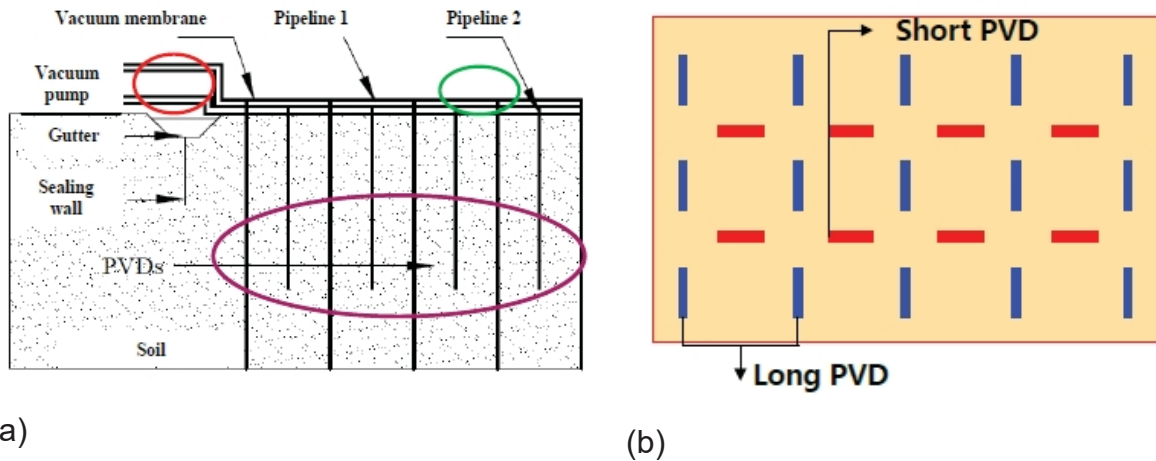 Vacuum membrane
Pipeline 1
Pipeline 2
Vacuum
pump
Gutter
Sealing
wall
PVDs
Soil
a)
Short PVD
Long PVD
(b)